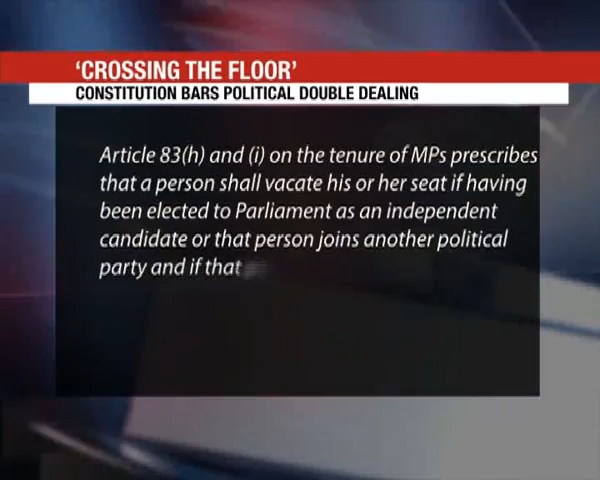 'CROSSING THE FLOOR'
CONSTITUTION BARS POLITICAL DOUBLE DEALING
Article 83(h) and (i) on the tenure of MPs prescribes
that a person shall vacate his or her seat if having
been elected to Parliament as an independent
candidate or that person joins another political
party and if that